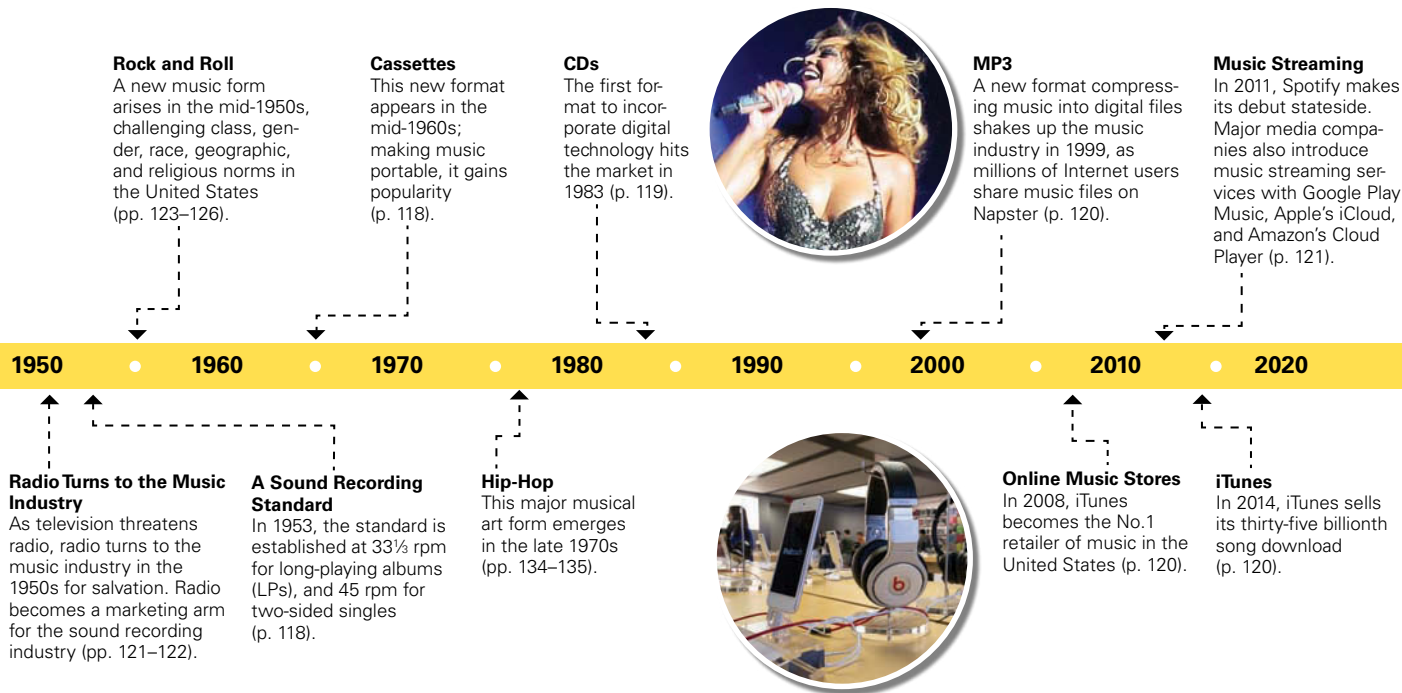 Rock and Roll
A new music form
arises in the mid-1950s,
challenging class, gen-
der, race, geographic,
and religious norms in
the United States
(pp. 123–126).
Cassettes
This new format
appears in the
mid-1960s;
making music
portable, it gains
popularity
(p. 118).
CDs
The first for-
mat to incor-
porate digital
technology hits
the market in
1983 (p. 119).
MP3
A new format compress-
ing music into digital files
shakes up the music
industry in 1999, as
millions of Internet users
share music files on
Napster (p. 120).
Music Streaming
In 2011, Spotify makes
its debut stateside.
Major media compa-
nies also introduce
music streaming ser-
vices with Google Play
Music, Apple’s iCloud,
and Amazon’s Cloud
Player (p. 121).
1950 1960 1970 1980 1990 2000 2010 2020
Radio Turns to the Music
Industry
As television threatens
radio, radio turns to the
music industry in the
1950s for salvation. Radio
becomes a marketing arm
for the sound recording
industry (pp. 121–122).
A Sound Recording
Standard
In 1953, the standard is
established at 33⅓ rpm
for long-playing albums
(LPs), and 45 rpm for
two-sided singles
(p. 118).
Hip-Hop
This major musical
art form emerges
in the late 1970s
(pp. 134–135).
b
Online Music Stores
In 2008, iTunes
becomes the No.1
retailer of music in the
United States (p. 120).
iTunes
In 2014, iTunes sells
its thirty-five billionth
song download
(p. 120).